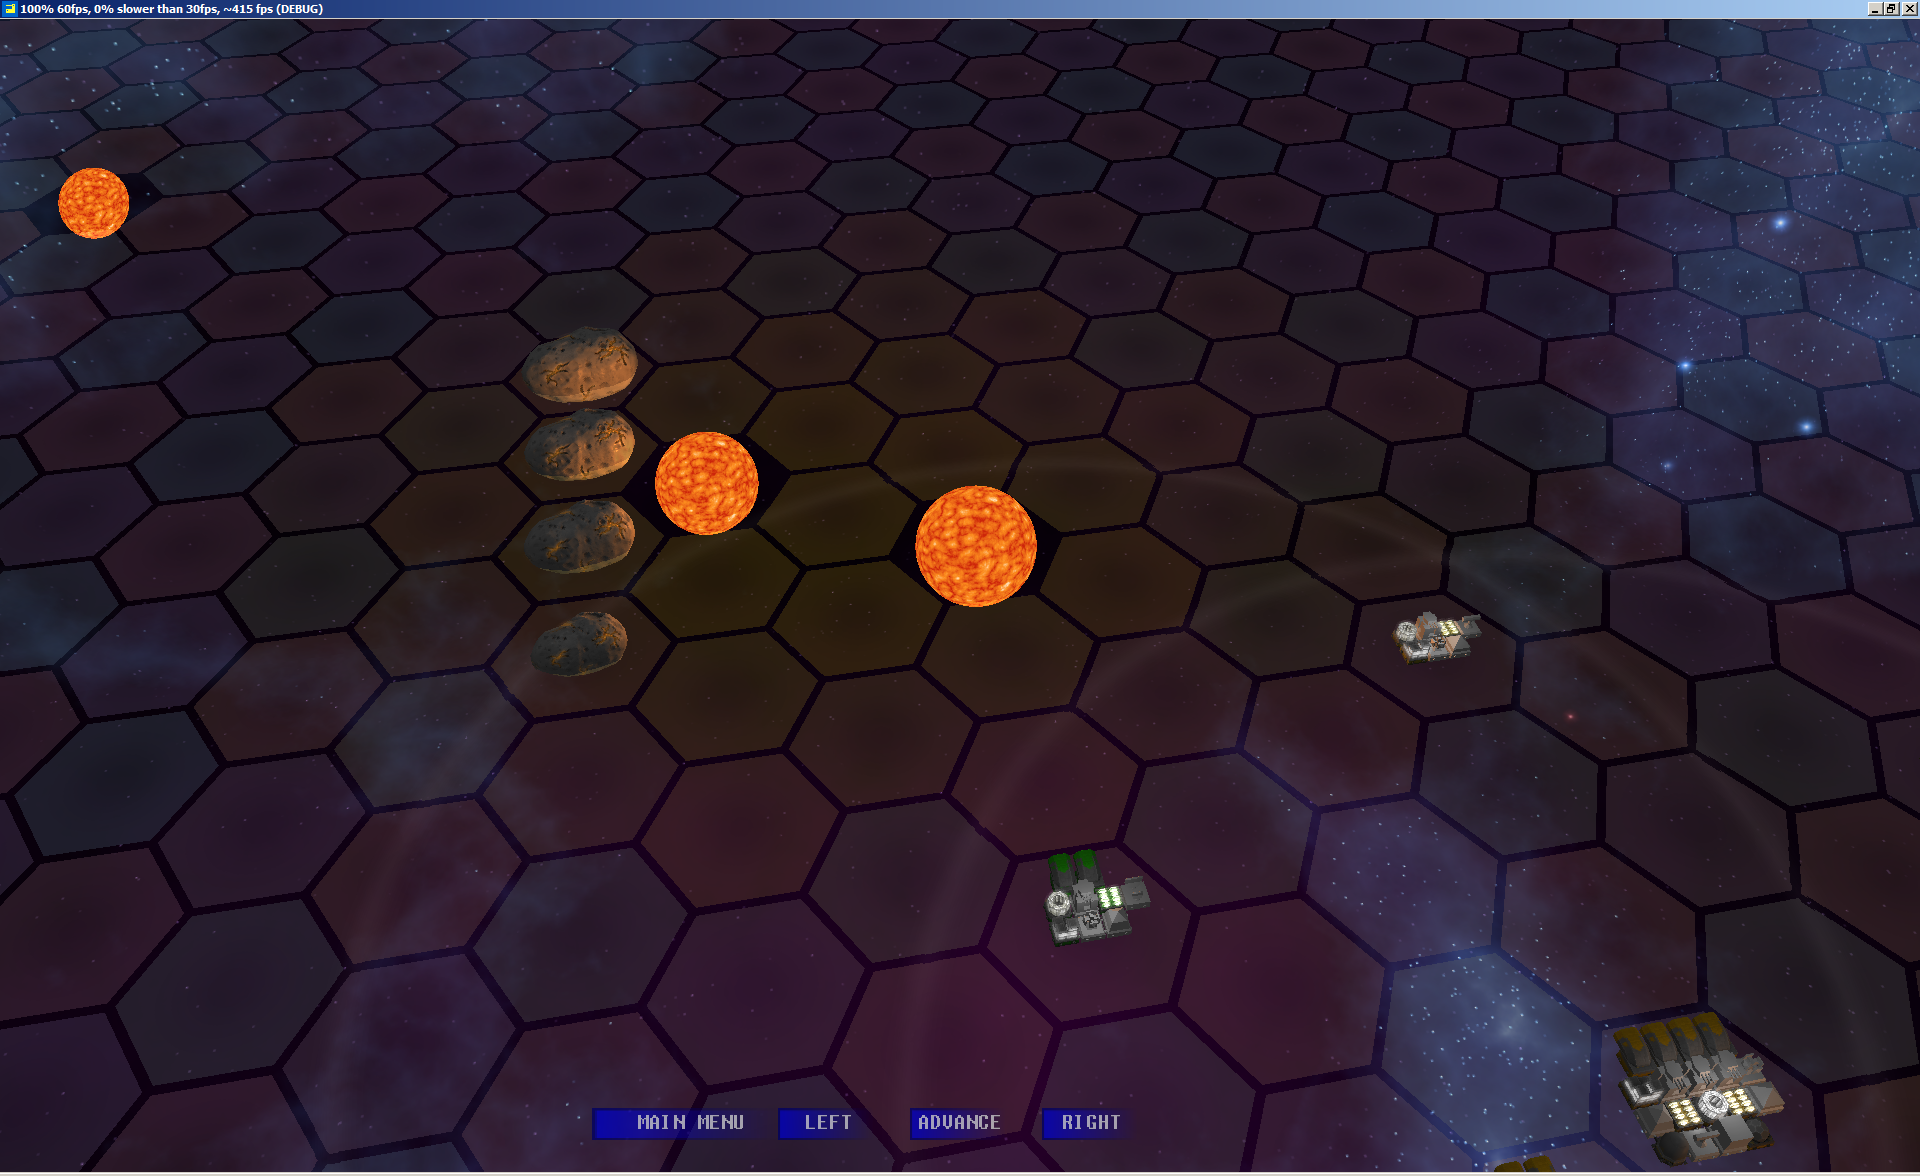 100% 60fps, 0% slower than 30fps, ~415 fps (DEBUG)
MAIN MENU LEFT ADVANCE RIGHT